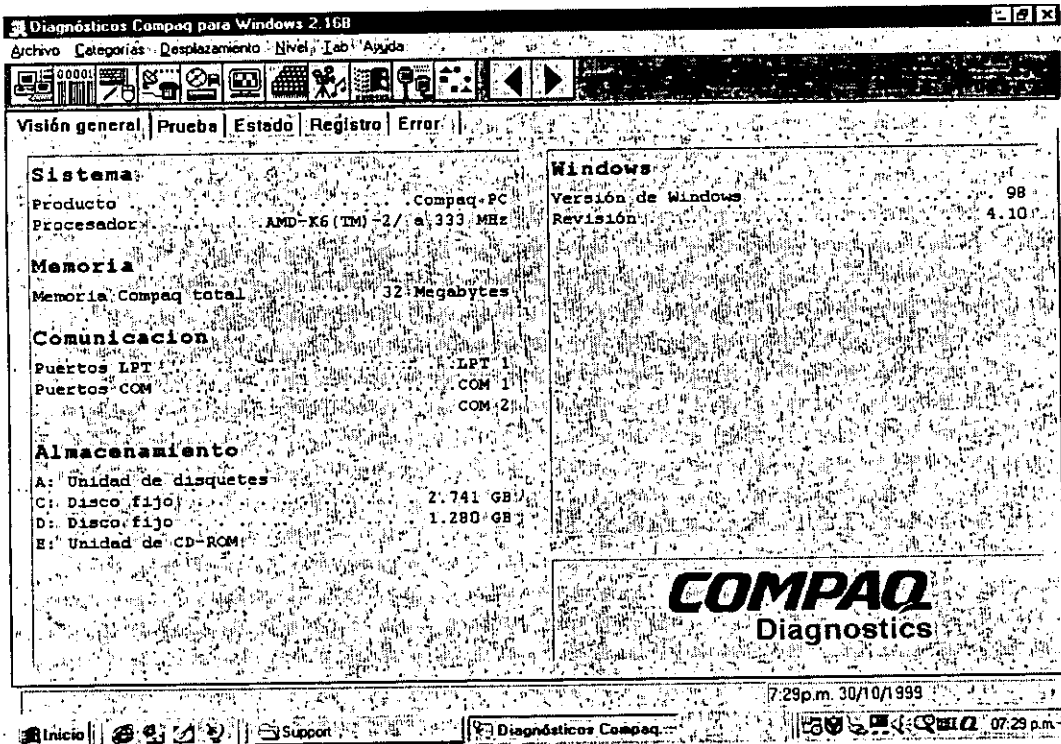 Diagnósticos Compaq para Windows 2.16B
Archivo Categorías Desplazamiento Nivel Tab Ayuda
Visión general Prueba Estado Registro Error
Sistema
Producto Compaq PC
Procesador AMD-K6(TM)-2/ a 333 MHz
Memoria
Memoria Compaq total 32 Megabytes
Comunicacion
Puertos LPT LPT 1
Puertos COM COM 1
COM 2
Almacenamiento
A: Unidad de disquetes
C: Disco fijo 2.741 GB
D: Disco fijo 1.280 GB
E: Unidad de CD-ROM
Windows
Versión de Windows 98
Revisión 4.10
COMPAQ
Diagnostics
7:29p.m. 30/10/1999
Inicio Support Diagnósticos Compaq... 07:29 p.m.